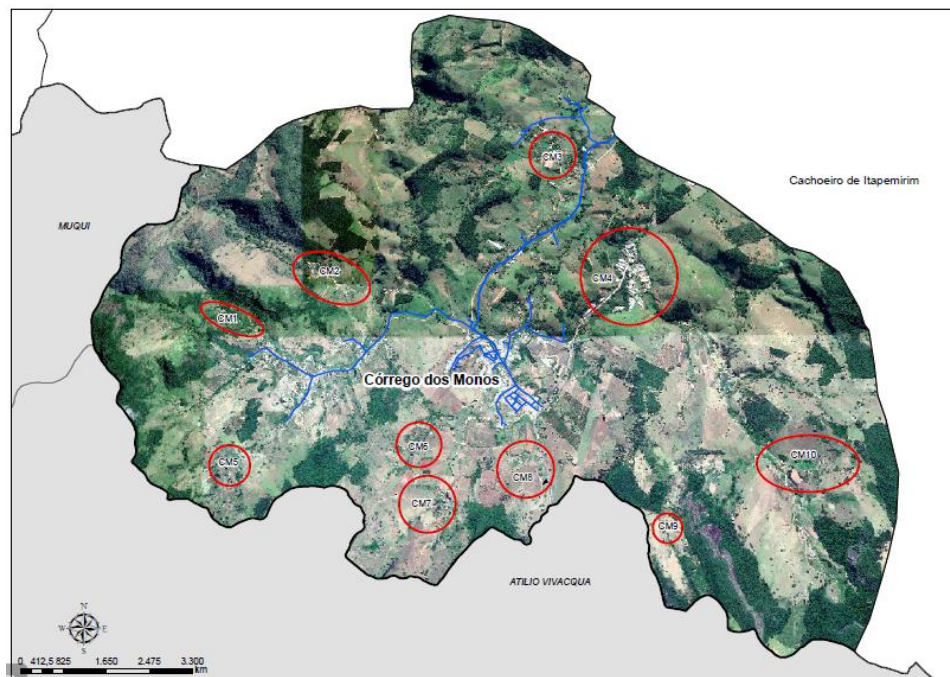 CM3
Cachoeiro de Itapemirim
MUQUI
CM2
CM4
CM1
Córrego dos Monos
CM6
CM10
CM5
CM8
CM7
CM9
ATILIO VIVACQUA
N
W E
S
0 412,5 825 1.650 2.475 3.300
km